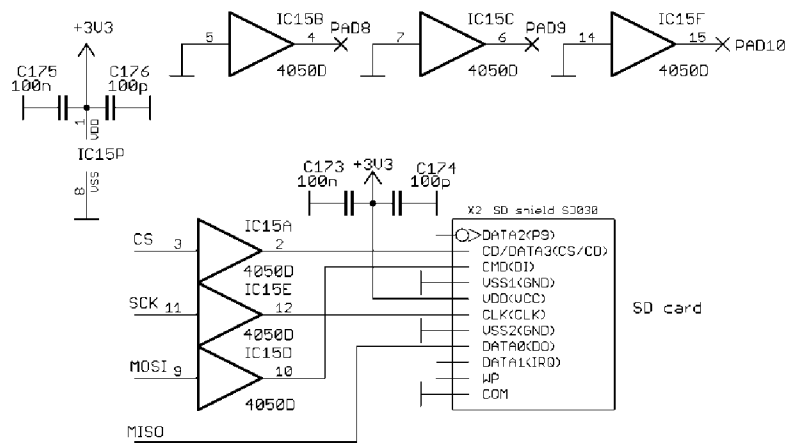 +3V3
C175
100n
C176
100p
1
VDD
IC15P
8
VSS
IC15B
5
4
PAD8
4050D
IC15C
7
6
PAD9
4050D
IC15F
14
15
PAD10
4050D
C173
100n
+3V3
C174
100p
X2 SD shield SD030
DATA2(P9)
CD/DATA3(CS/CD)
CMD(DI)
VSS1(GND)
VDD(VCC)
CLK(CLK)
VSS2(GND)
DATA0(DO)
DATA1(IRQ)
WP
COM
SD card
IC15A
CS 3
2
4050D
IC15E
SCK 11
12
4050D
IC15D
MOSI 9
10
4050D
MISO